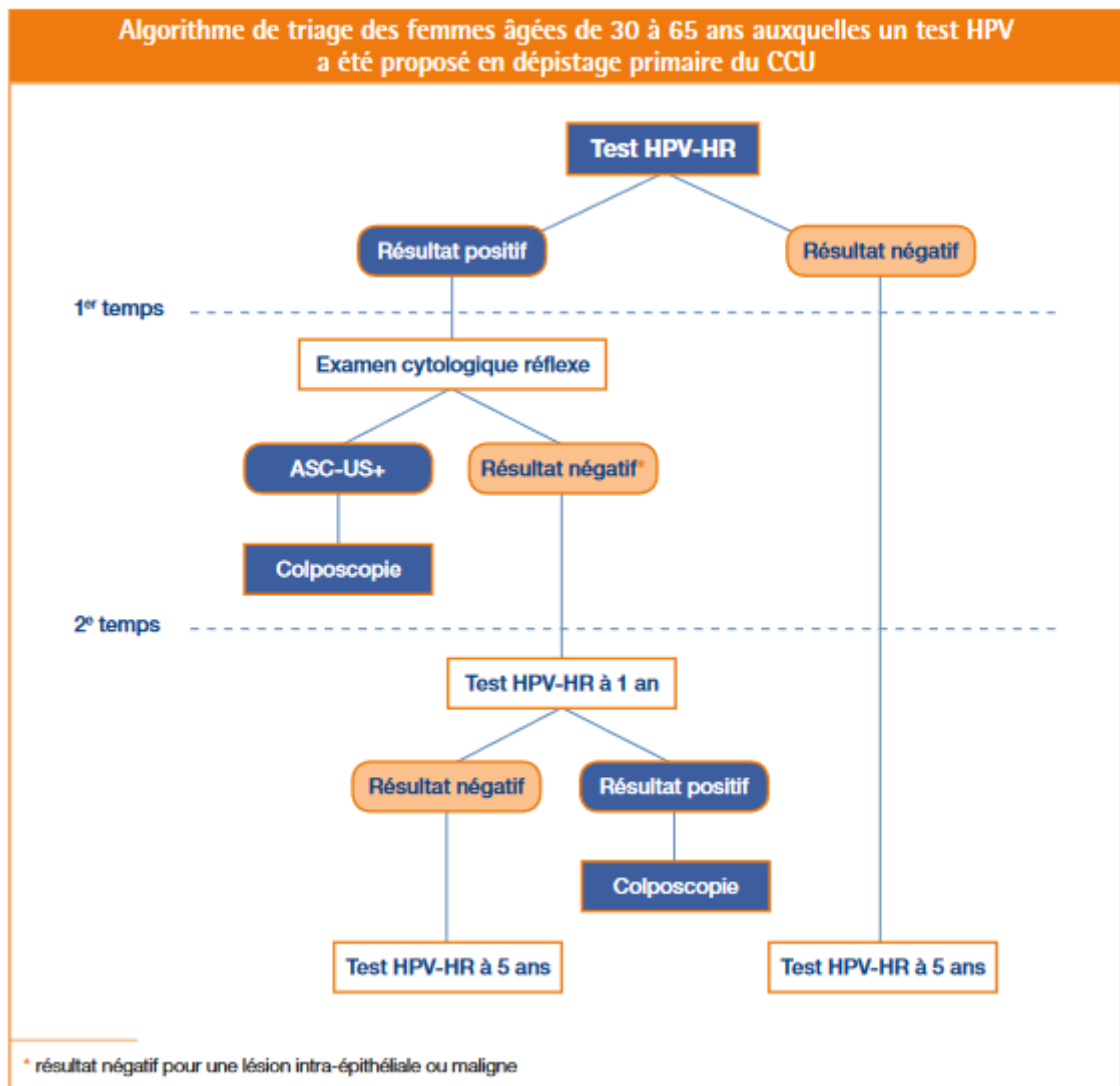 Algorithme de triage des femmes âgées de 30 à 65 ans auxquelles un test HPV
a été proposé en dépistage primaire du CCU
Test HPV-HR
Résultat positif
Résultat négatif
1er temps
Examen cytologique réflexe
ASC-US+
Résultat négatif*
Colposcopie
2e temps
Test HPV-HR à 1 an
Résultat négatif
Résultat positif
Colposcopie
Test HPV-HR à 5 ans
Test HPV-HR à 5 ans
* résultat négatif pour une lésion intra-épithéliale ou maligne